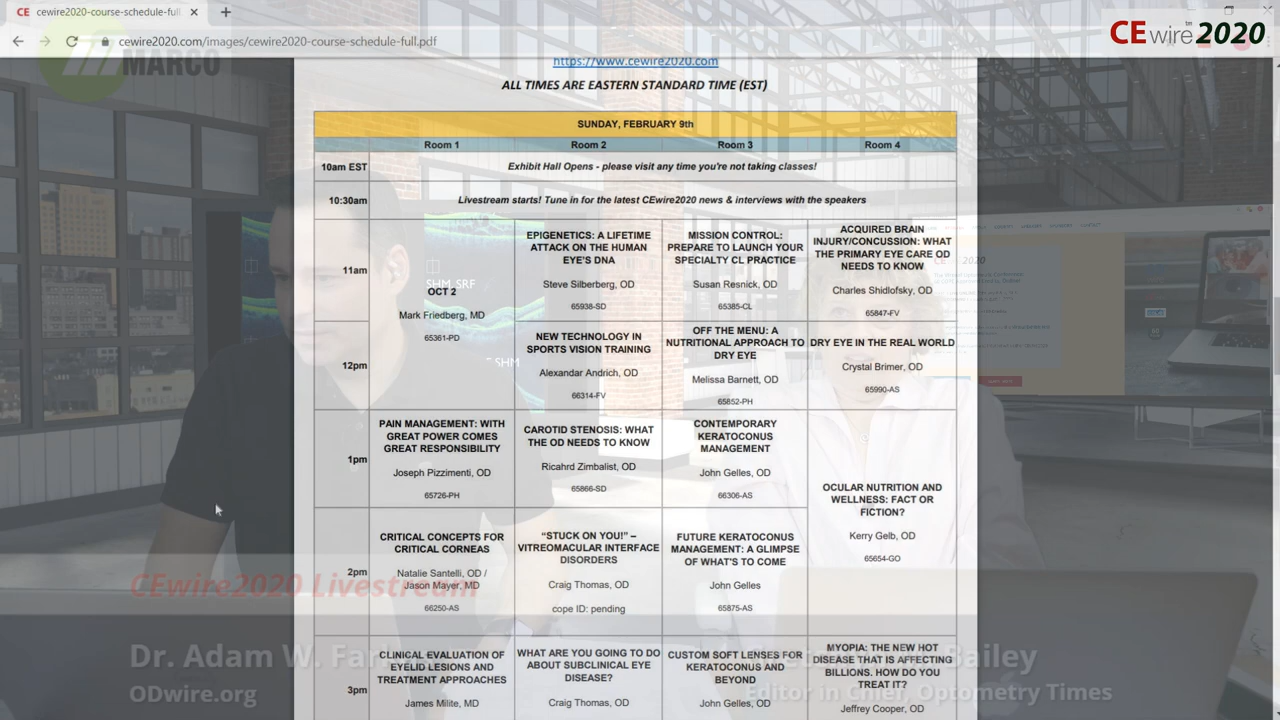 CE cewire2020-course-schedule-full
cewire2020.com/images/cewire2020-course-schedule-full.pdf
CEwire™2020
MARCO
https://www.cewire2020.com
ALL TIMES ARE EASTERN STANDARD TIME (EST)
SUNDAY, FEBRUARY 9th
Room 1 Room 2 Room 3 Room 4
10am EST
Exhibit Hall Opens - please visit any time you're not taking classes!
10:30am
Livestream starts! Tune in for the latest CEwire2020 news & interviews with the speakers
11am
12pm
OCT 2
Mark Friedberg, MD
65361-PD
EPIGENETICS: A LIFETIME
ATTACK ON THE HUMAN
EYE'S DNA
Steve Silberberg, OD
65938-SD
MISSION CONTROL:
PREPARE TO LAUNCH YOUR
SPECIALTY CL PRACTICE
Susan Resnick, OD
65385-CL
ACQUIRED BRAIN
INJURY/CONCUSSION: WHAT
THE PRIMARY EYE CARE OD
NEEDS TO KNOW
Charles Shidlofsky, OD
65847-FV
NEW TECHNOLOGY IN
SPORTS VISION TRAINING
Alexandar Andrich, OD
66314-FV
OFF THE MENU: A
NUTRITIONAL APPROACH TO
DRY EYE
Melissa Barnett, OD
65852-PH
DRY EYE IN THE REAL WORLD
Crystal Brimer, OD
65990-AS
1pm
PAIN MANAGEMENT: WITH
GREAT POWER COMES
GREAT RESPONSIBILITY
Joseph Pizzimenti, OD
65726-PH
CAROTID STENOSIS: WHAT
THE OD NEEDS TO KNOW
Ricahrd Zimbalist, OD
65866-SD
CONTEMPORARY
KERATOCONUS
MANAGEMENT
John Gelles, OD
66306-AS
OCULAR NUTRITION AND
WELLNESS: FACT OR
FICTION?
Kerry Gelb, OD
65654-GO
2pm
CRITICAL CONCEPTS FOR
CRITICAL CORNEAS
Natalie Santelli, OD /
Jason Mayer, MD
66250-AS
“STUCK ON YOU!” –
VITREOMACULAR INTERFACE
DISORDERS
Craig Thomas, OD
cope ID: pending
FUTURE KERATOCONUS
MANAGEMENT: A GLIMPSE
OF WHAT'S TO COME
John Gelles
65875-AS
3pm
CLINICAL EVALUATION OF
EYELID LESIONS AND
TREATMENT APPROACHES
James Milite, MD
WHAT ARE YOU GOING TO DO
ABOUT SUBCLINICAL EYE
DISEASE?
Craig Thomas, OD
CUSTOM SOFT LENSES FOR
KERATOCONUS AND
BEYOND
John Gelles, OD
MYOPIA: THE NEW HOT
DISEASE THAT IS AFFECTING
BILLIONS. HOW DO YOU
TREAT IT?
Jeffrey Cooper, OD
SHM SRF
SHM
CEwire2020 Livestream
Dr. Adam W.
ODwire.org
Bailey
Editor in Chief, Optometry Times